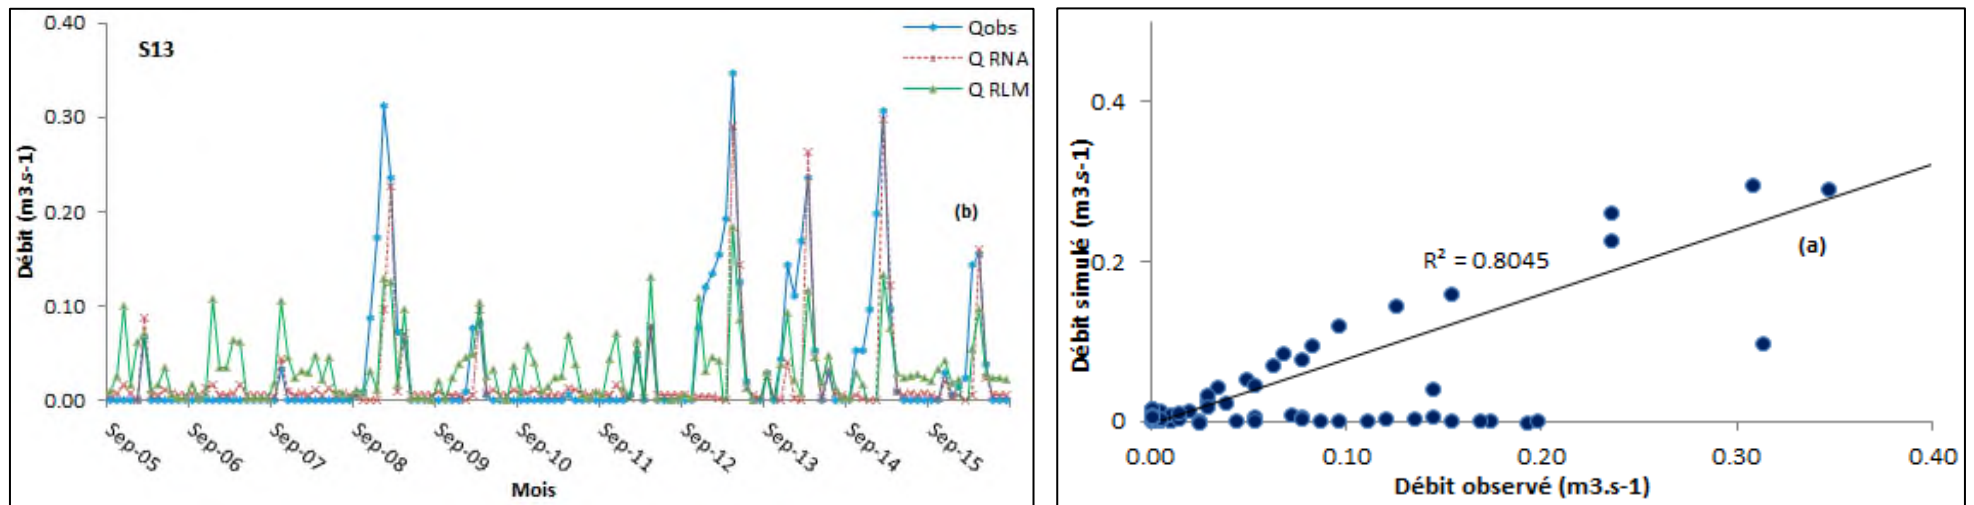 0.40
0.30
0.20
0.10
0.00
Débit (m3.s-1)
S13
Qobs
Q RNA
Q RLM
(b)
Sep-05
Sep-06
Sep-07
Sep-08
Sep-09
Sep-10
Sep-11
Sep-12
Sep-13
Sep-14
Sep-15
Mois
0.4
0.2
0
Débit simulé (m3.s-1)
R² = 0.8045
(a)
0.00
0.10
0.20
0.30
0.40
Débit observé (m3.s-1)